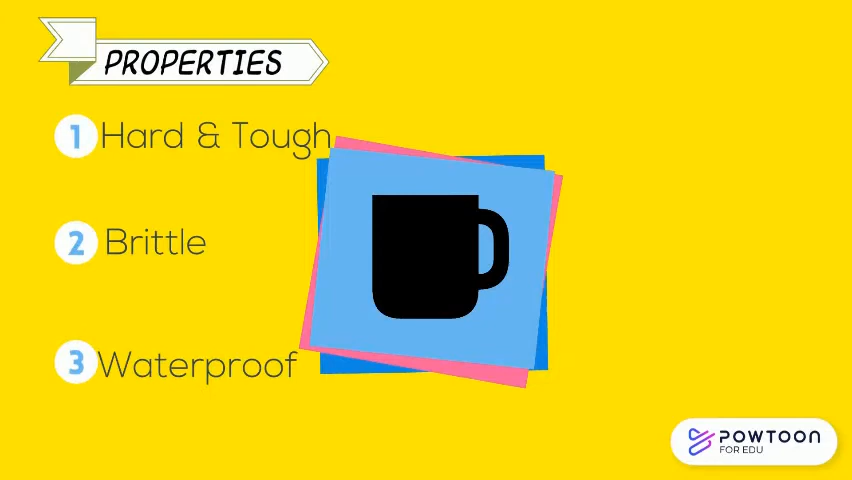 PROPERTIES
1 Hard & Tough
2 Brittle
3 Waterproof
POWTOON
FOR EDU